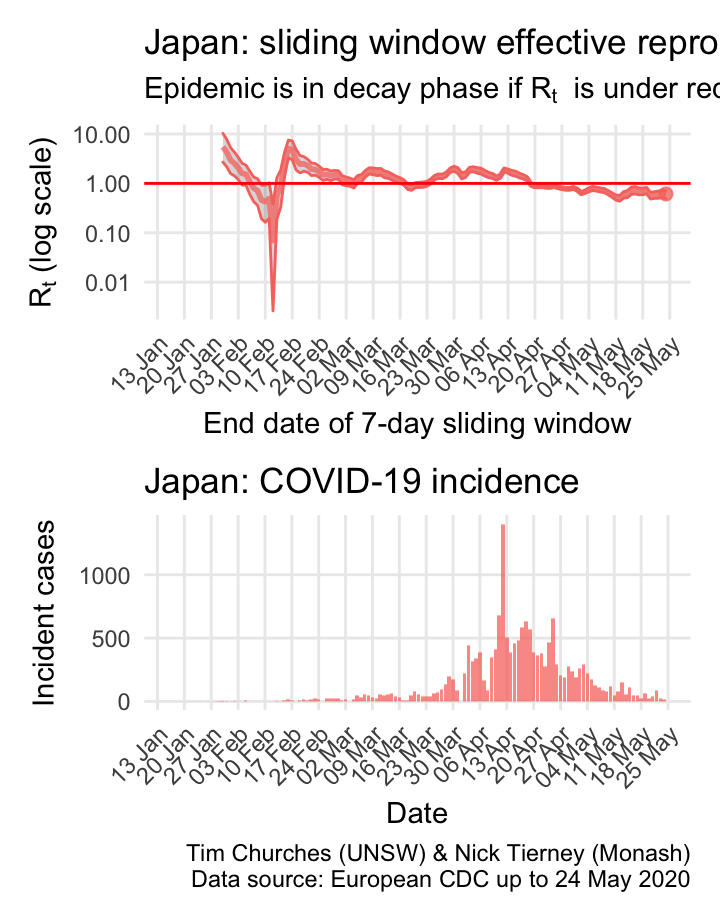 Japan: sliding window effective repro
Epidemic is in decay phase if Rt is under rec
Rt (log scale)
10.00
1.00
0.10
0.01
13 Jan
20 Jan
27 Jan
03 Feb
10 Feb
17 Feb
24 Feb
02 Mar
09 Mar
16 Mar
23 Mar
30 Mar
06 Apr
13 Apr
20 Apr
27 Apr
04 May
11 May
18 May
25 May
End date of 7-day sliding window
Japan: COVID-19 incidence
Incident cases
1000
500
0
13 Jan
20 Jan
27 Jan
03 Feb
10 Feb
17 Feb
24 Feb
02 Mar
09 Mar
16 Mar
23 Mar
30 Mar
06 Apr
13 Apr
20 Apr
27 Apr
04 May
11 May
18 May
25 May
Date
Tim Churches (UNSW) & Nick Tierney (Monash)
Data source: European CDC up to 24 May 2020